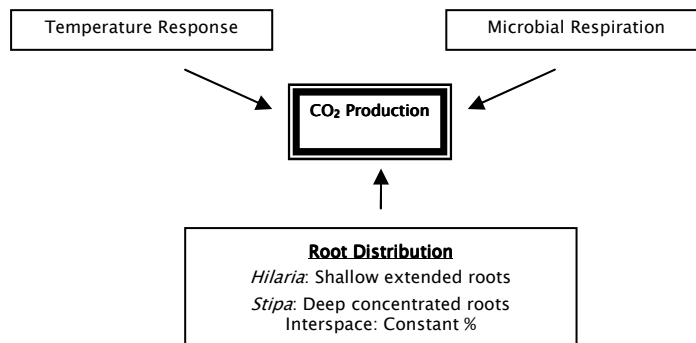 Temperature Response
Microbial Respiration
CO₂ Production
Root Distribution
Hilaria: Shallow extended roots
Stipa: Deep concentrated roots
Interspace: Constant %